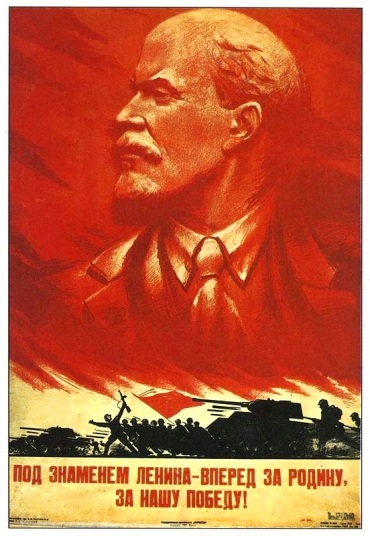 ПОД ЗНАМЕНЕМ ЛЕНИНА-ВПЕРЕД ЗА РОДИНУ,
ЗА НАШУ ПОБЕДУ!